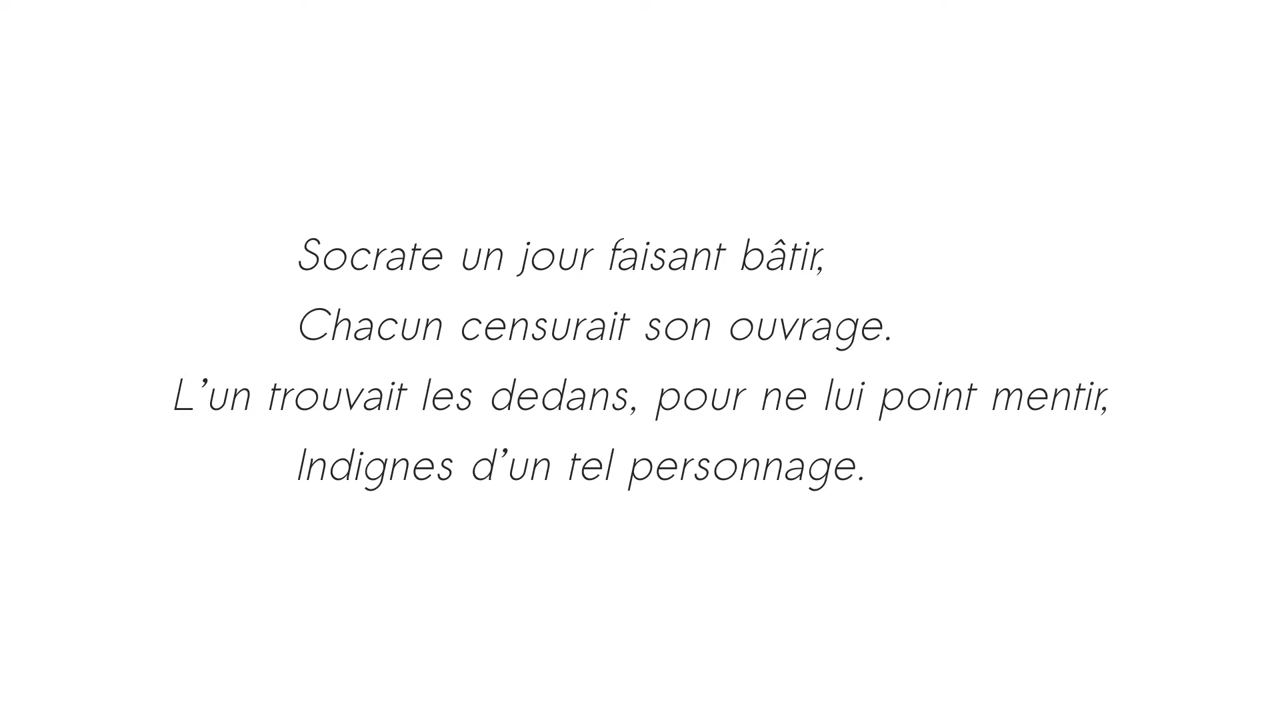 Socrate un jour faisant bâtir,
Chacun censurait son ouvrage.
L’un trouvait les dedans, pour ne lui point mentir,
Indignes d’un tel personnage.